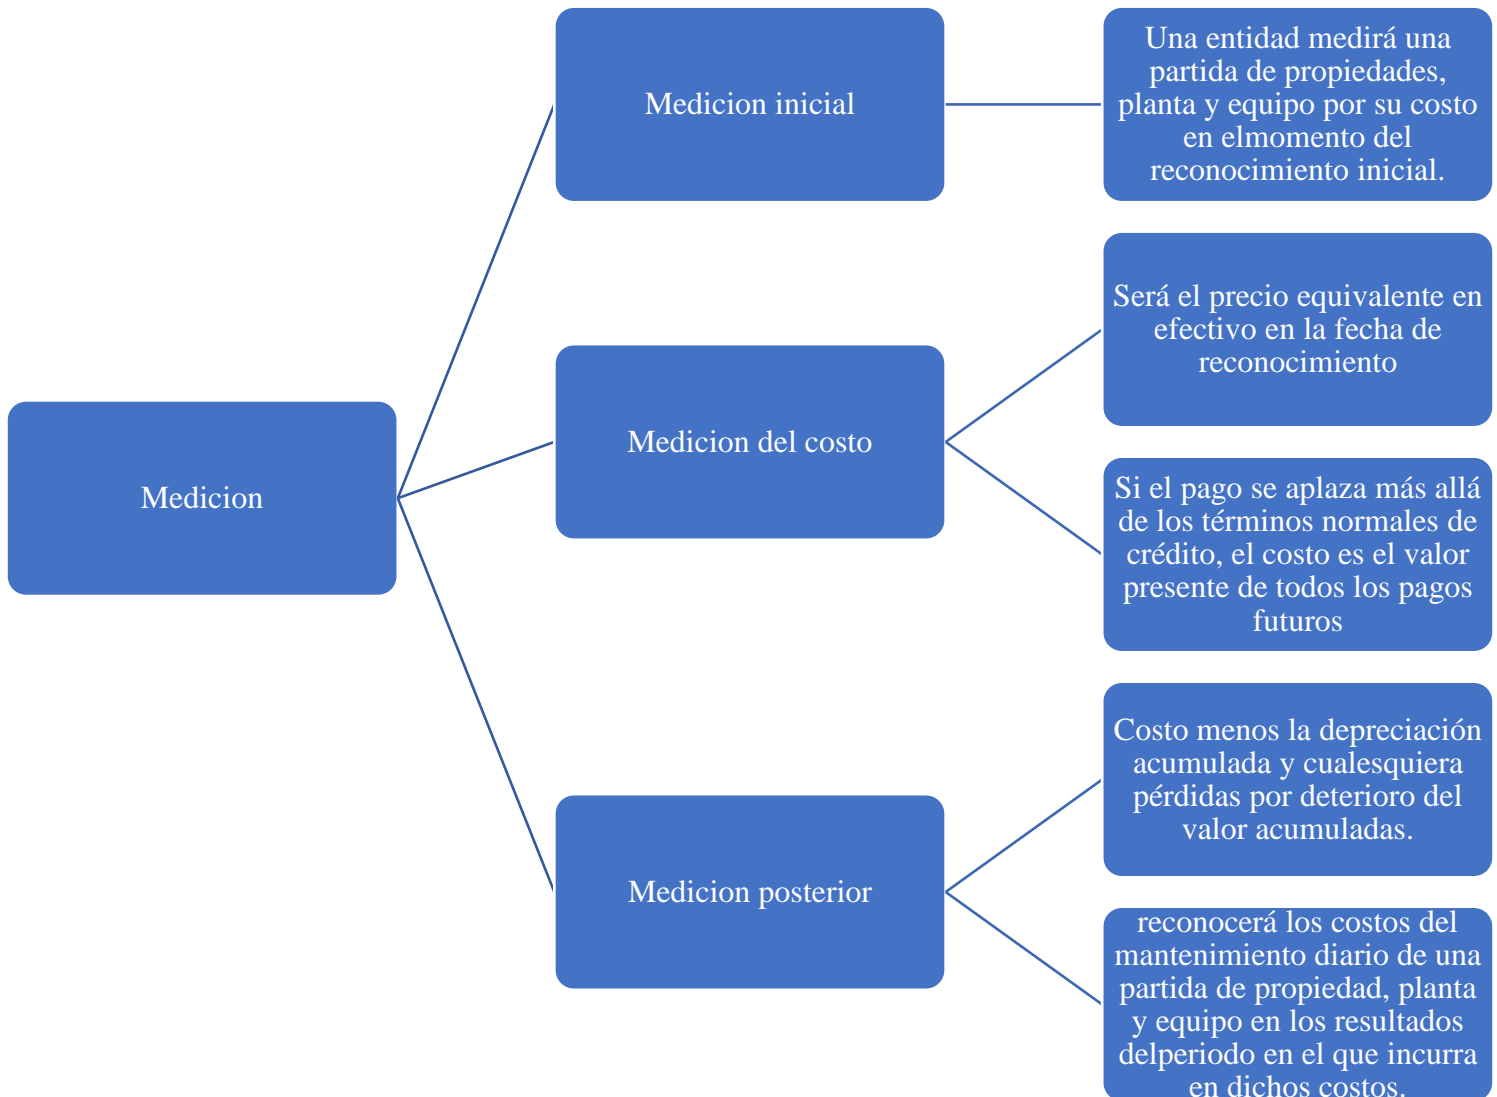 Medicion
Medicion inicial
Una entidad medirá una
partida de propiedades,
planta y equipo por su costo
en elmomento del
reconocimiento inicial.
Medicion del costo
Será el precio equivalente en
efectivo en la fecha de
reconocimiento
Si el pago se aplaza más allá
de los términos normales de
crédito, el costo es el valor
presente de todos los pagos
futuros
Medicion posterior
Costo menos la depreciación
acumulada y cualesquiera
pérdidas por deterioro del
valor acumuladas.
reconocerá los costos del
mantenimiento diario de una
partida de propiedad, planta
y equipo en los resultados
delperiodo en el que incurra
en dichos costos.